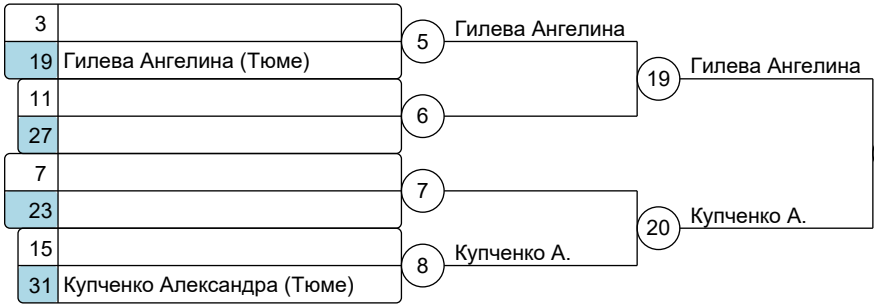 3
19 Гилева Ангелина (Тюме)
5
Гилева Ангелина
11
27
6
19
Гилева Ангелина
7
23
7
15
31 Купченко Александра (Тюме)
8
Купченко А.
20
Купченко А.